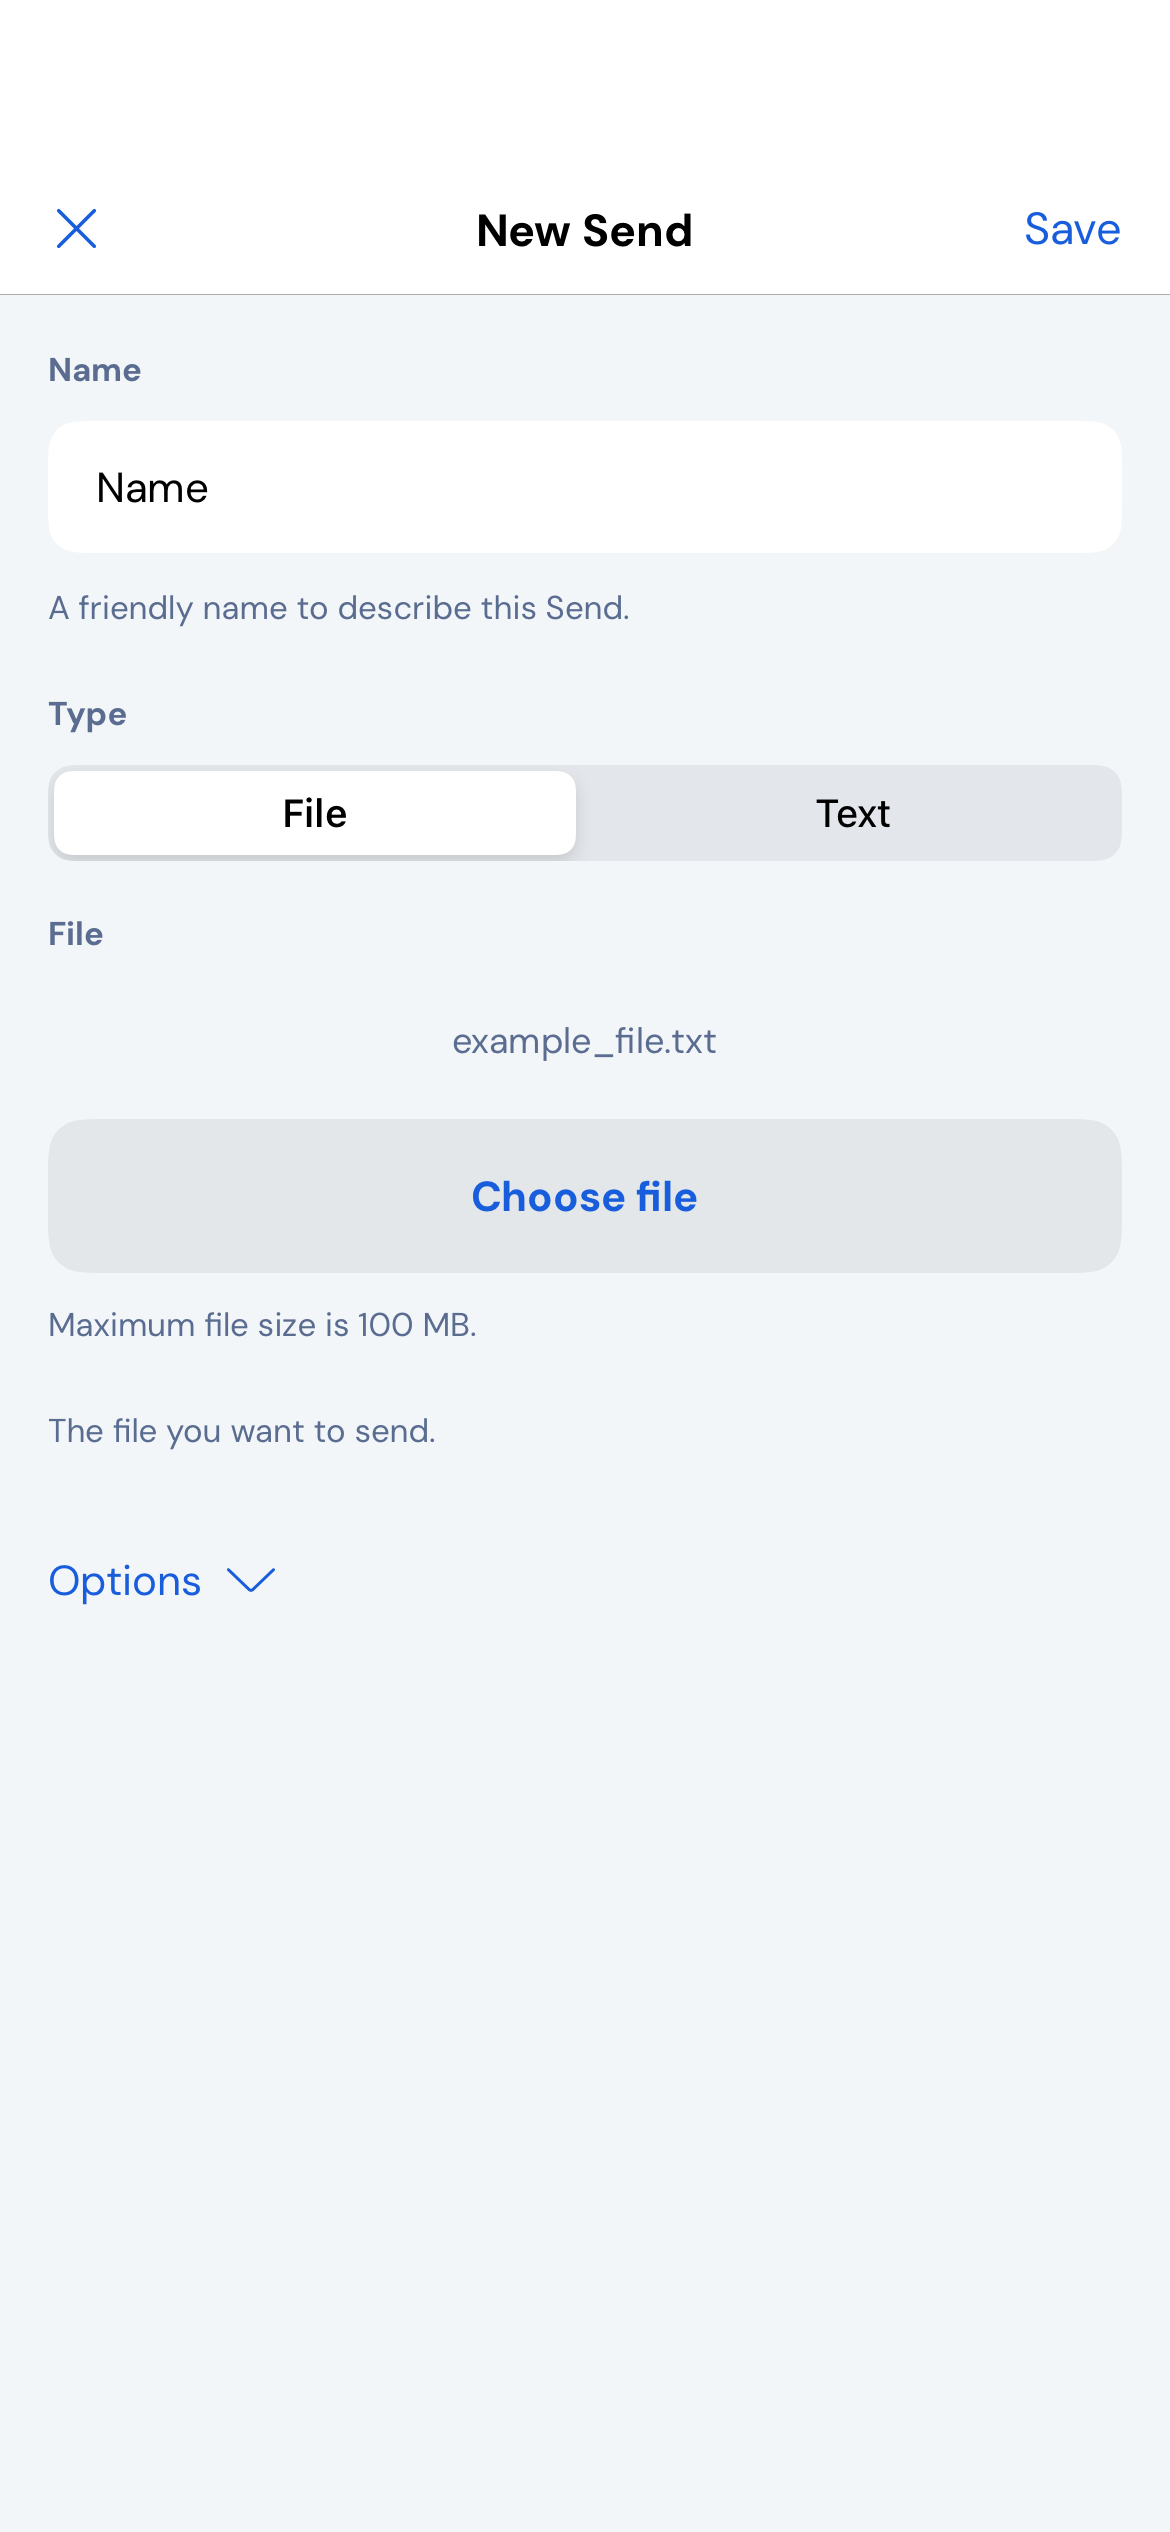 New Send
Save
Name
Name
A friendly name to describe this Send.
Type
File
Text
File
example_file.txt
Choose file
Maximum file size is 100 MB.
The file you want to send.
Options